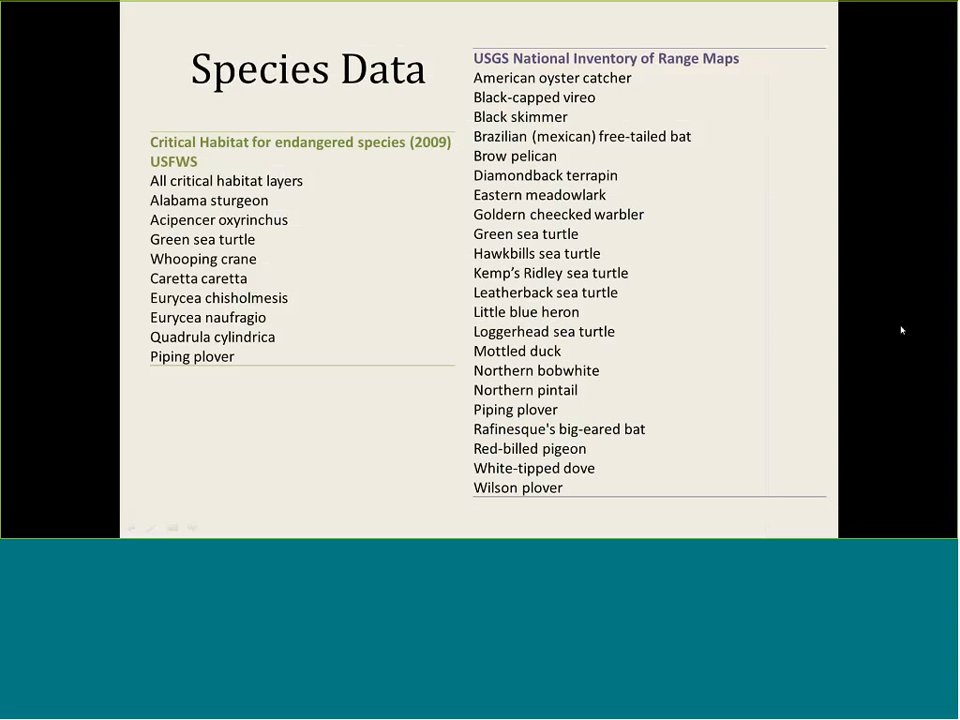 Species Data
Critical Habitat for endangered species (2009)
USFWS
All critical habitat layers
Alabama sturgeon
Acipencer oxyrinchus
Green sea turtle
Whooping crane
Caretta caretta
Eurycea chisholmesis
Eurycea naufragio
Quadrula cylindrica
Piping plover
USGS National Inventory of Range Maps
American oyster catcher
Black-capped vireo
Black skimmer
Brazilian (mexican) free-tailed bat
Brow pelican
Diamondback terrapin
Eastern meadowlark
Goldern cheecked warbler
Green sea turtle
Hawkbills sea turtle
Kemp’s Ridley sea turtle
Leatherback sea turtle
Little blue heron
Loggerhead sea turtle
Mottled duck
Northern bobwhite
Northern pintail
Piping plover
Rafinesque's big-eared bat
Red-billed pigeon
White-tipped dove
Wilson plover